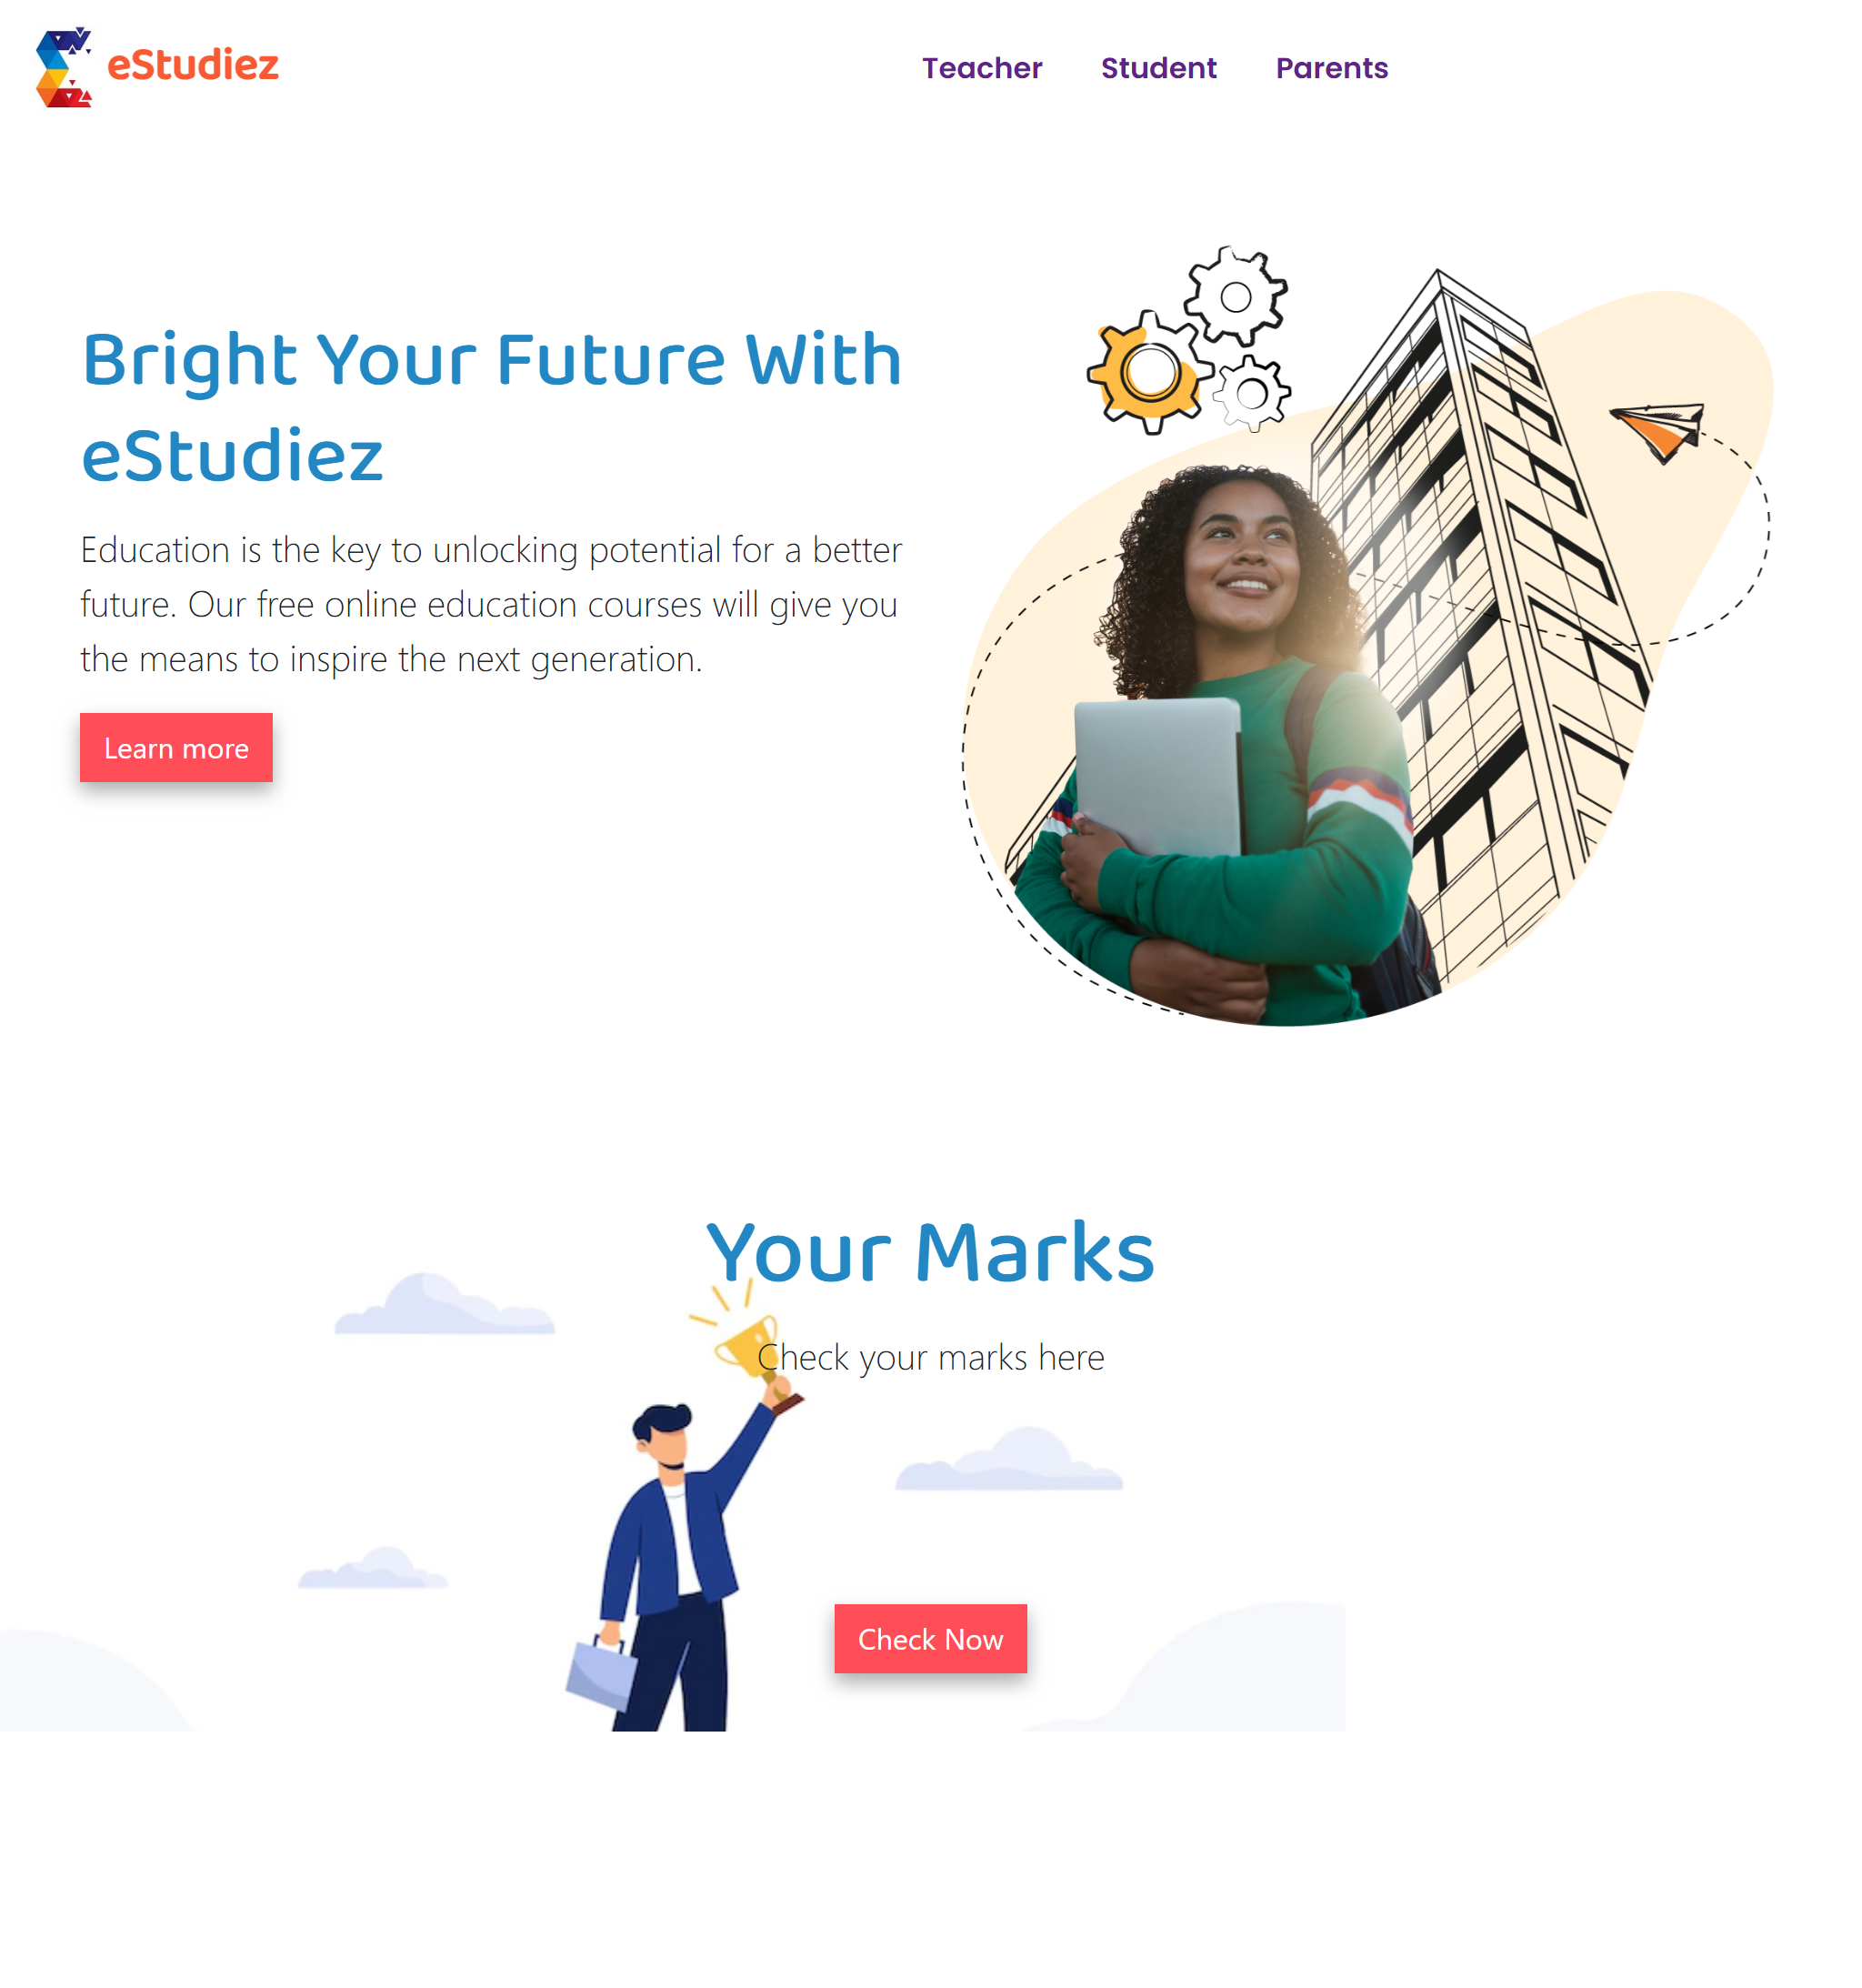 eStudiez
Teacher Student Parents
Bright Your Future With
eStudiez
Education is the key to unlocking potential for a better
future. Our free online education courses will give you
the means to inspire the next generation.
Learn more
Your Marks
Check your marks here
Check Now